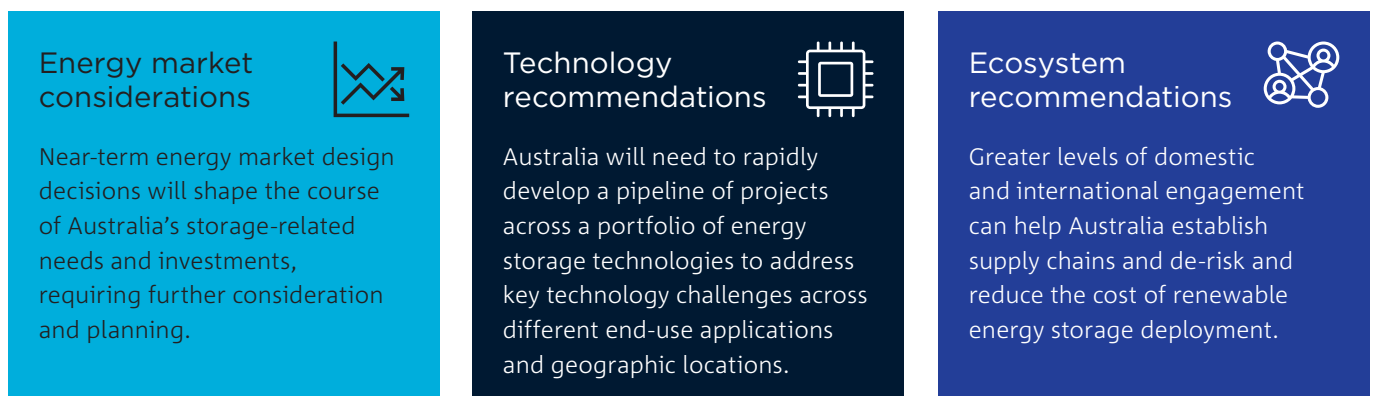 Energy market
considerations
Near-term energy market design
decisions will shape the course
of Australia’s storage-related
needs and investments,
requiring further consideration
and planning.
Technology
recommendations
Australia will need to rapidly
develop a pipeline of projects
across a portfolio of energy
storage technologies to address
key technology challenges across
different end-use applications
and geographic locations.
Ecosystem
recommendations
Greater levels of domestic
and international engagement
can help Australia establish
supply chains and de-risk and
reduce the cost of renewable
energy storage deployment.